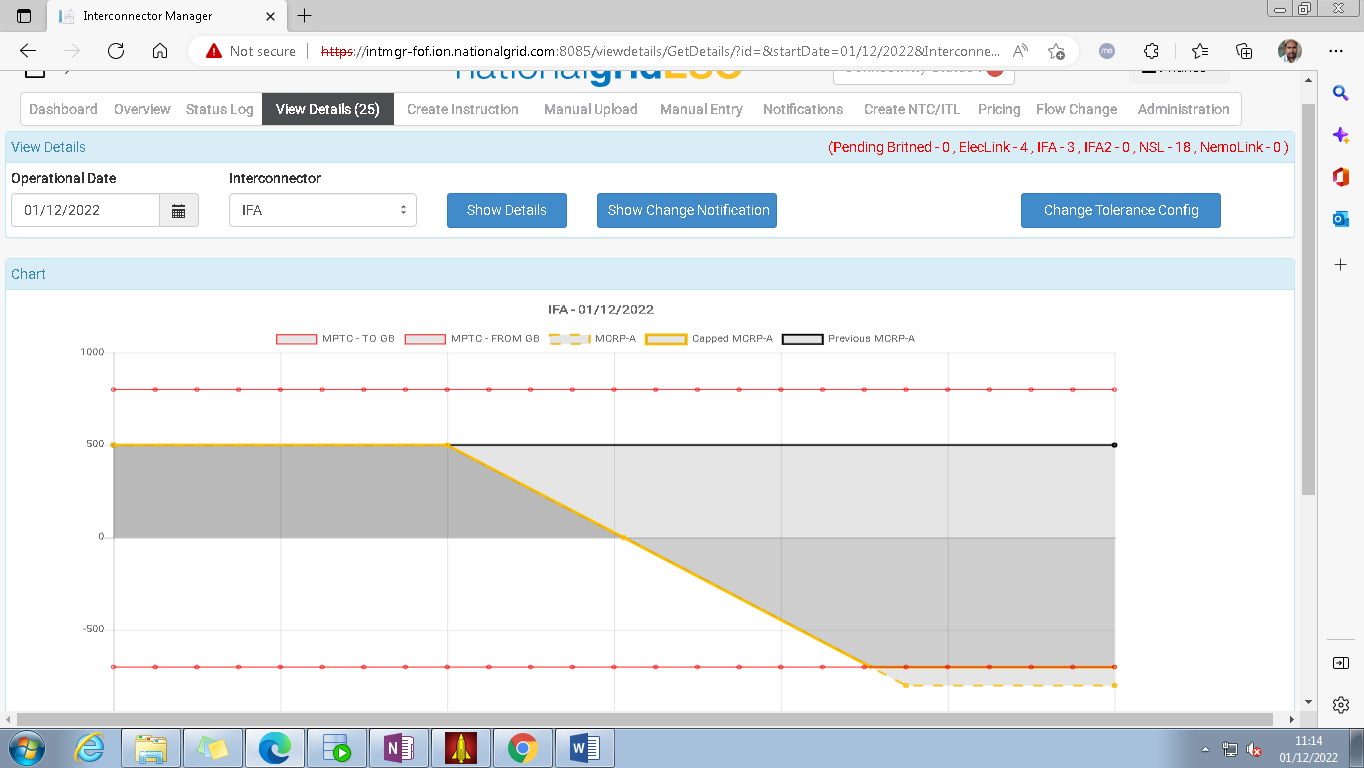 Interconnector Manager
Not secure https://intmgr-fof.ion.nationalgrid.com:8085/viewdetails/GetDetails/?id=&startDate=01/12/2022&Interconne...
nationalgridESO
Dashboard Overview Status Log View Details (25) Create Instruction Manual Upload Manual Entry Notifications Create NTC/ITL Pricing Flow Change Administration
View Details (Pending Britned - 0 , ElecLink - 4 , IFA - 3 , IFA2 - 0 , NSL - 18 , NemoLink - 0 )
Operational Date Interconnector
01/12/2022 IFA Show Details Show Change Notification Change Tolerance Config
Chart
IFA - 01/12/2022
MPTC - TO GB MPTC - FROM GB MCRP-A Capped MCRP-A Previous MCRP-A
1000
500
0
-500
11:14
01/12/2022